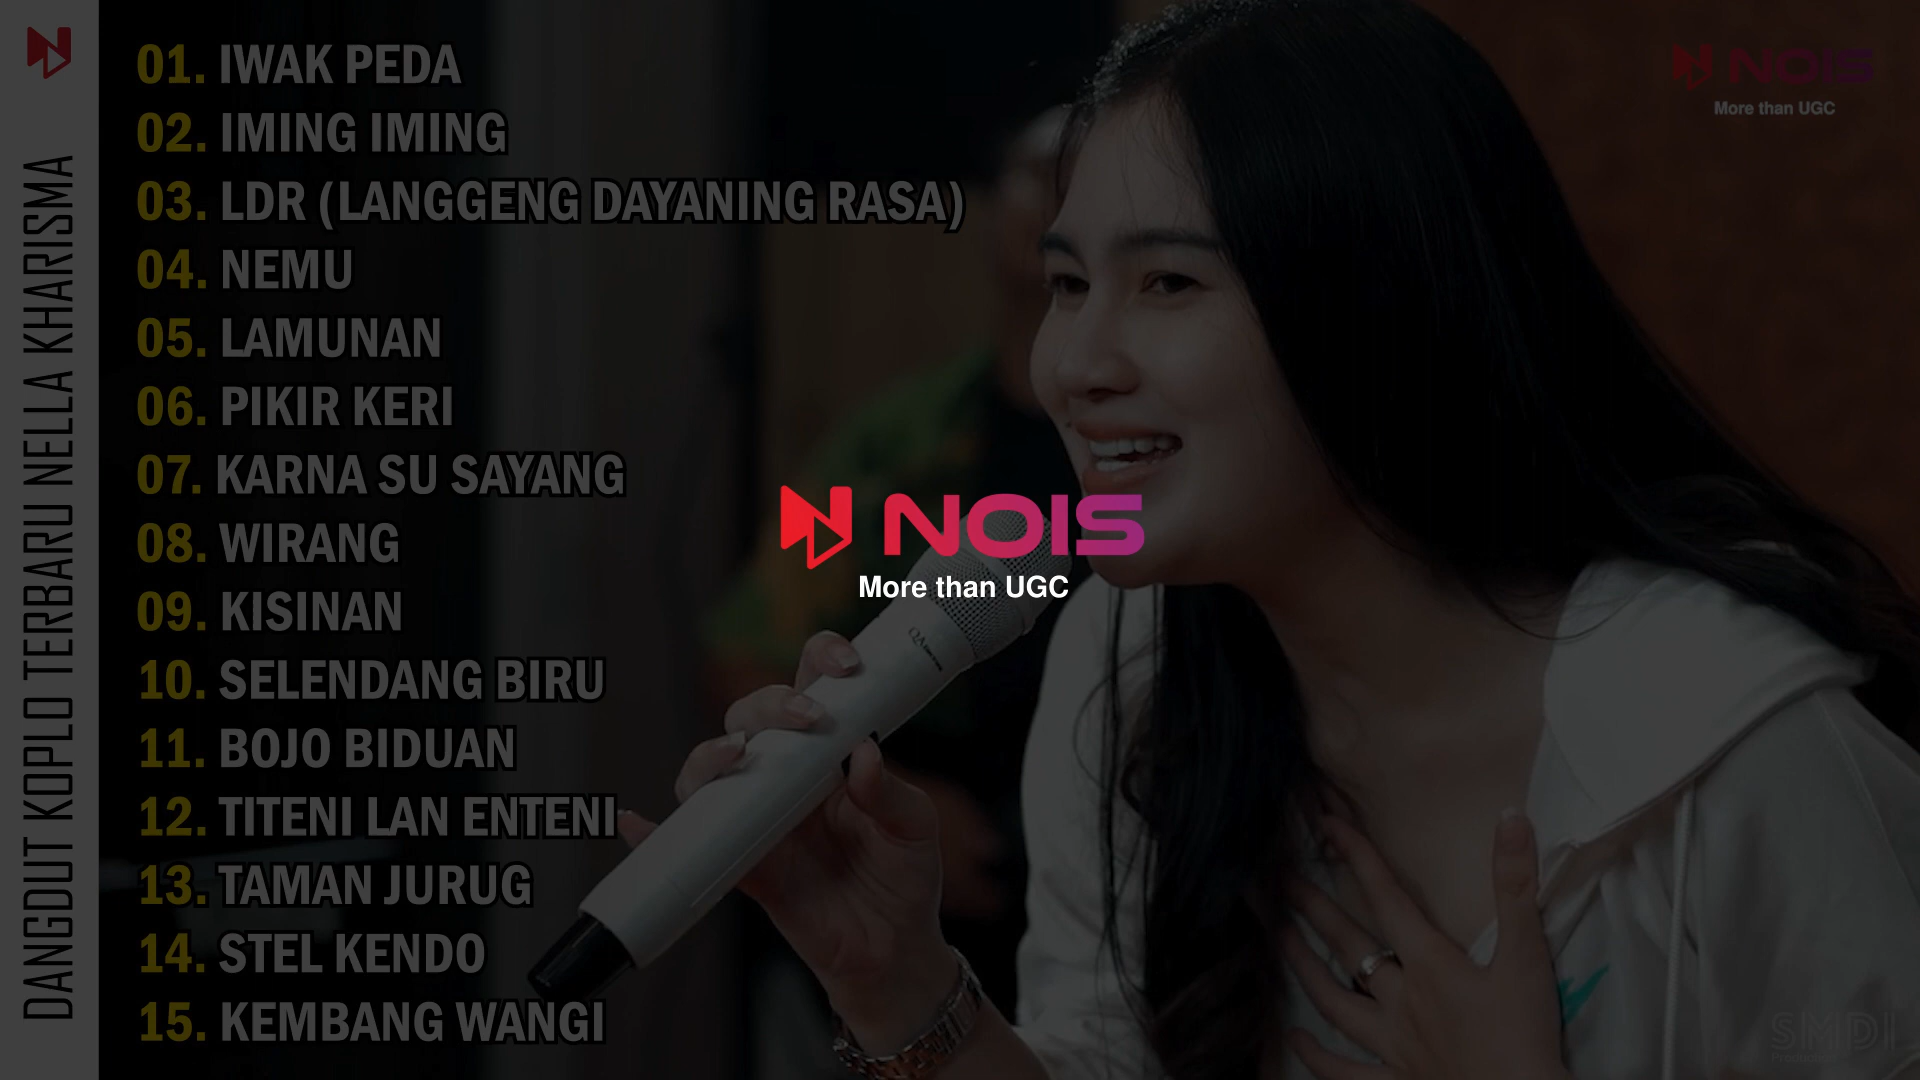 DANGDUT KOPLO TERBARU NELLA KHARISMA
01. IWAK PEDA
02. IMING IMING
03. LDR (LANGGENG DAYANING RASA)
04. NEMU
05. LAMUNAN
06. PIKIR KERI
07. KARNA SU SAYANG
08. WIRANG
09. KISINAN
10. SELENDANG BIRU
11. BOJO BIDUAN
12. TITENI LAN ENTENI
13. TAMAN JURUG
14. STEL KENDO
15. KEMBANG WANGI
NOIS
More than UGC
NOIS
More than UGC
SMDI